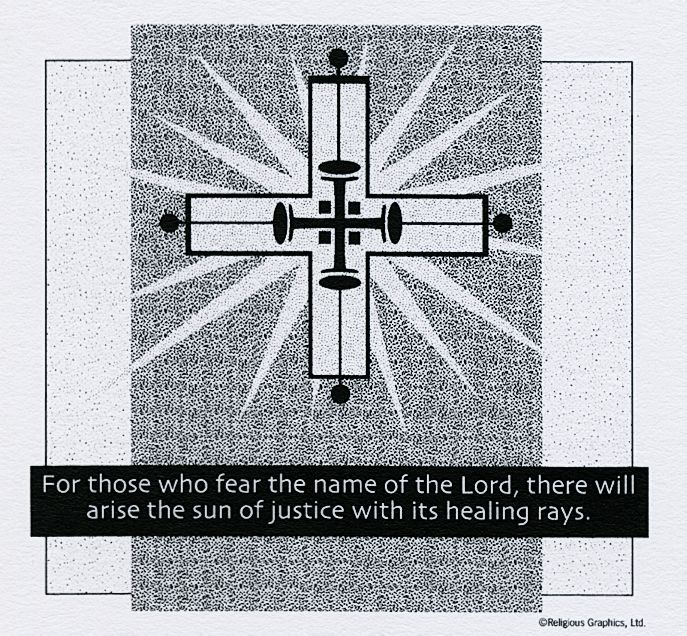 For those who fear the name of the Lord, there will
arise the sun of justice with its healing rays.
©Religious Graphics, Ltd.